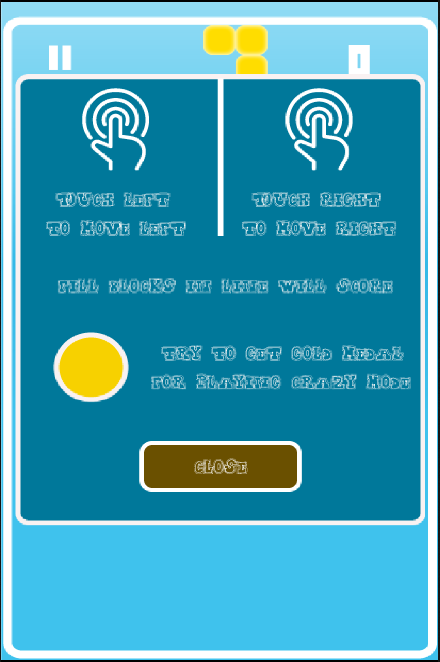 TOUCH LEFT
TO MOVE LEFT
TOUCH RIGHT
TO MOVE RIGHT
FILL BLOCKS IN LINE WILL SCORE
TRY TO GET GOLD MEDAL
FOR PLAYING CRAZY MODE
CLOSE